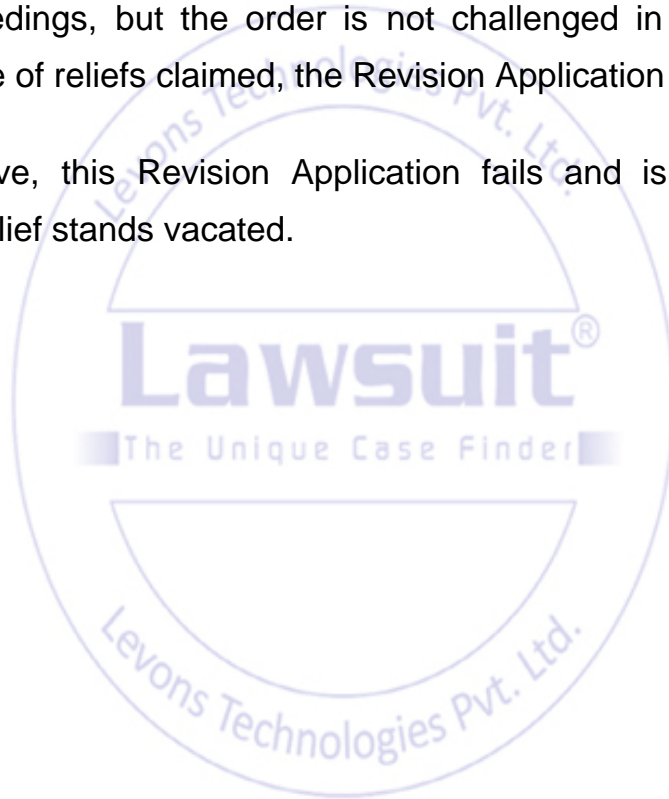 edings, but the order is not challenged in
e of reliefs claimed, the Revision Application
ve, this Revision Application fails and is
lief stands vacated.
Levons Technologies Pvt. Ltd.
Lawsuit®
The Unique Case Finder
Levons Technologies Pvt. Ltd.